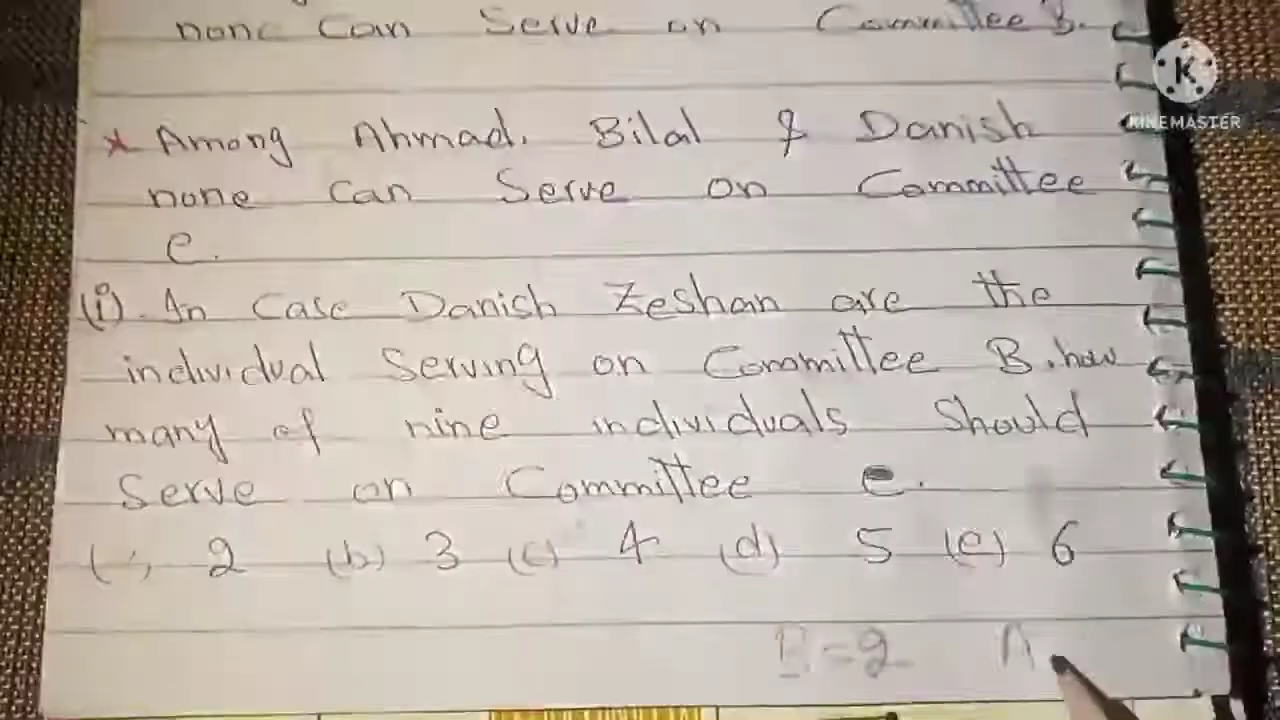 none can serve on Committee B.
K
KINEMASTER
* Among Ahmad, Bilal & Danish
none can serve on Committee
C.
(i). In Case Danish Zeshan are the
individual Serving on Committee B. how
many of nine individuals Should
Serve on Committee C.
2 (b) 3 (c) 4 (d) 5 (e) 6
B=2 A